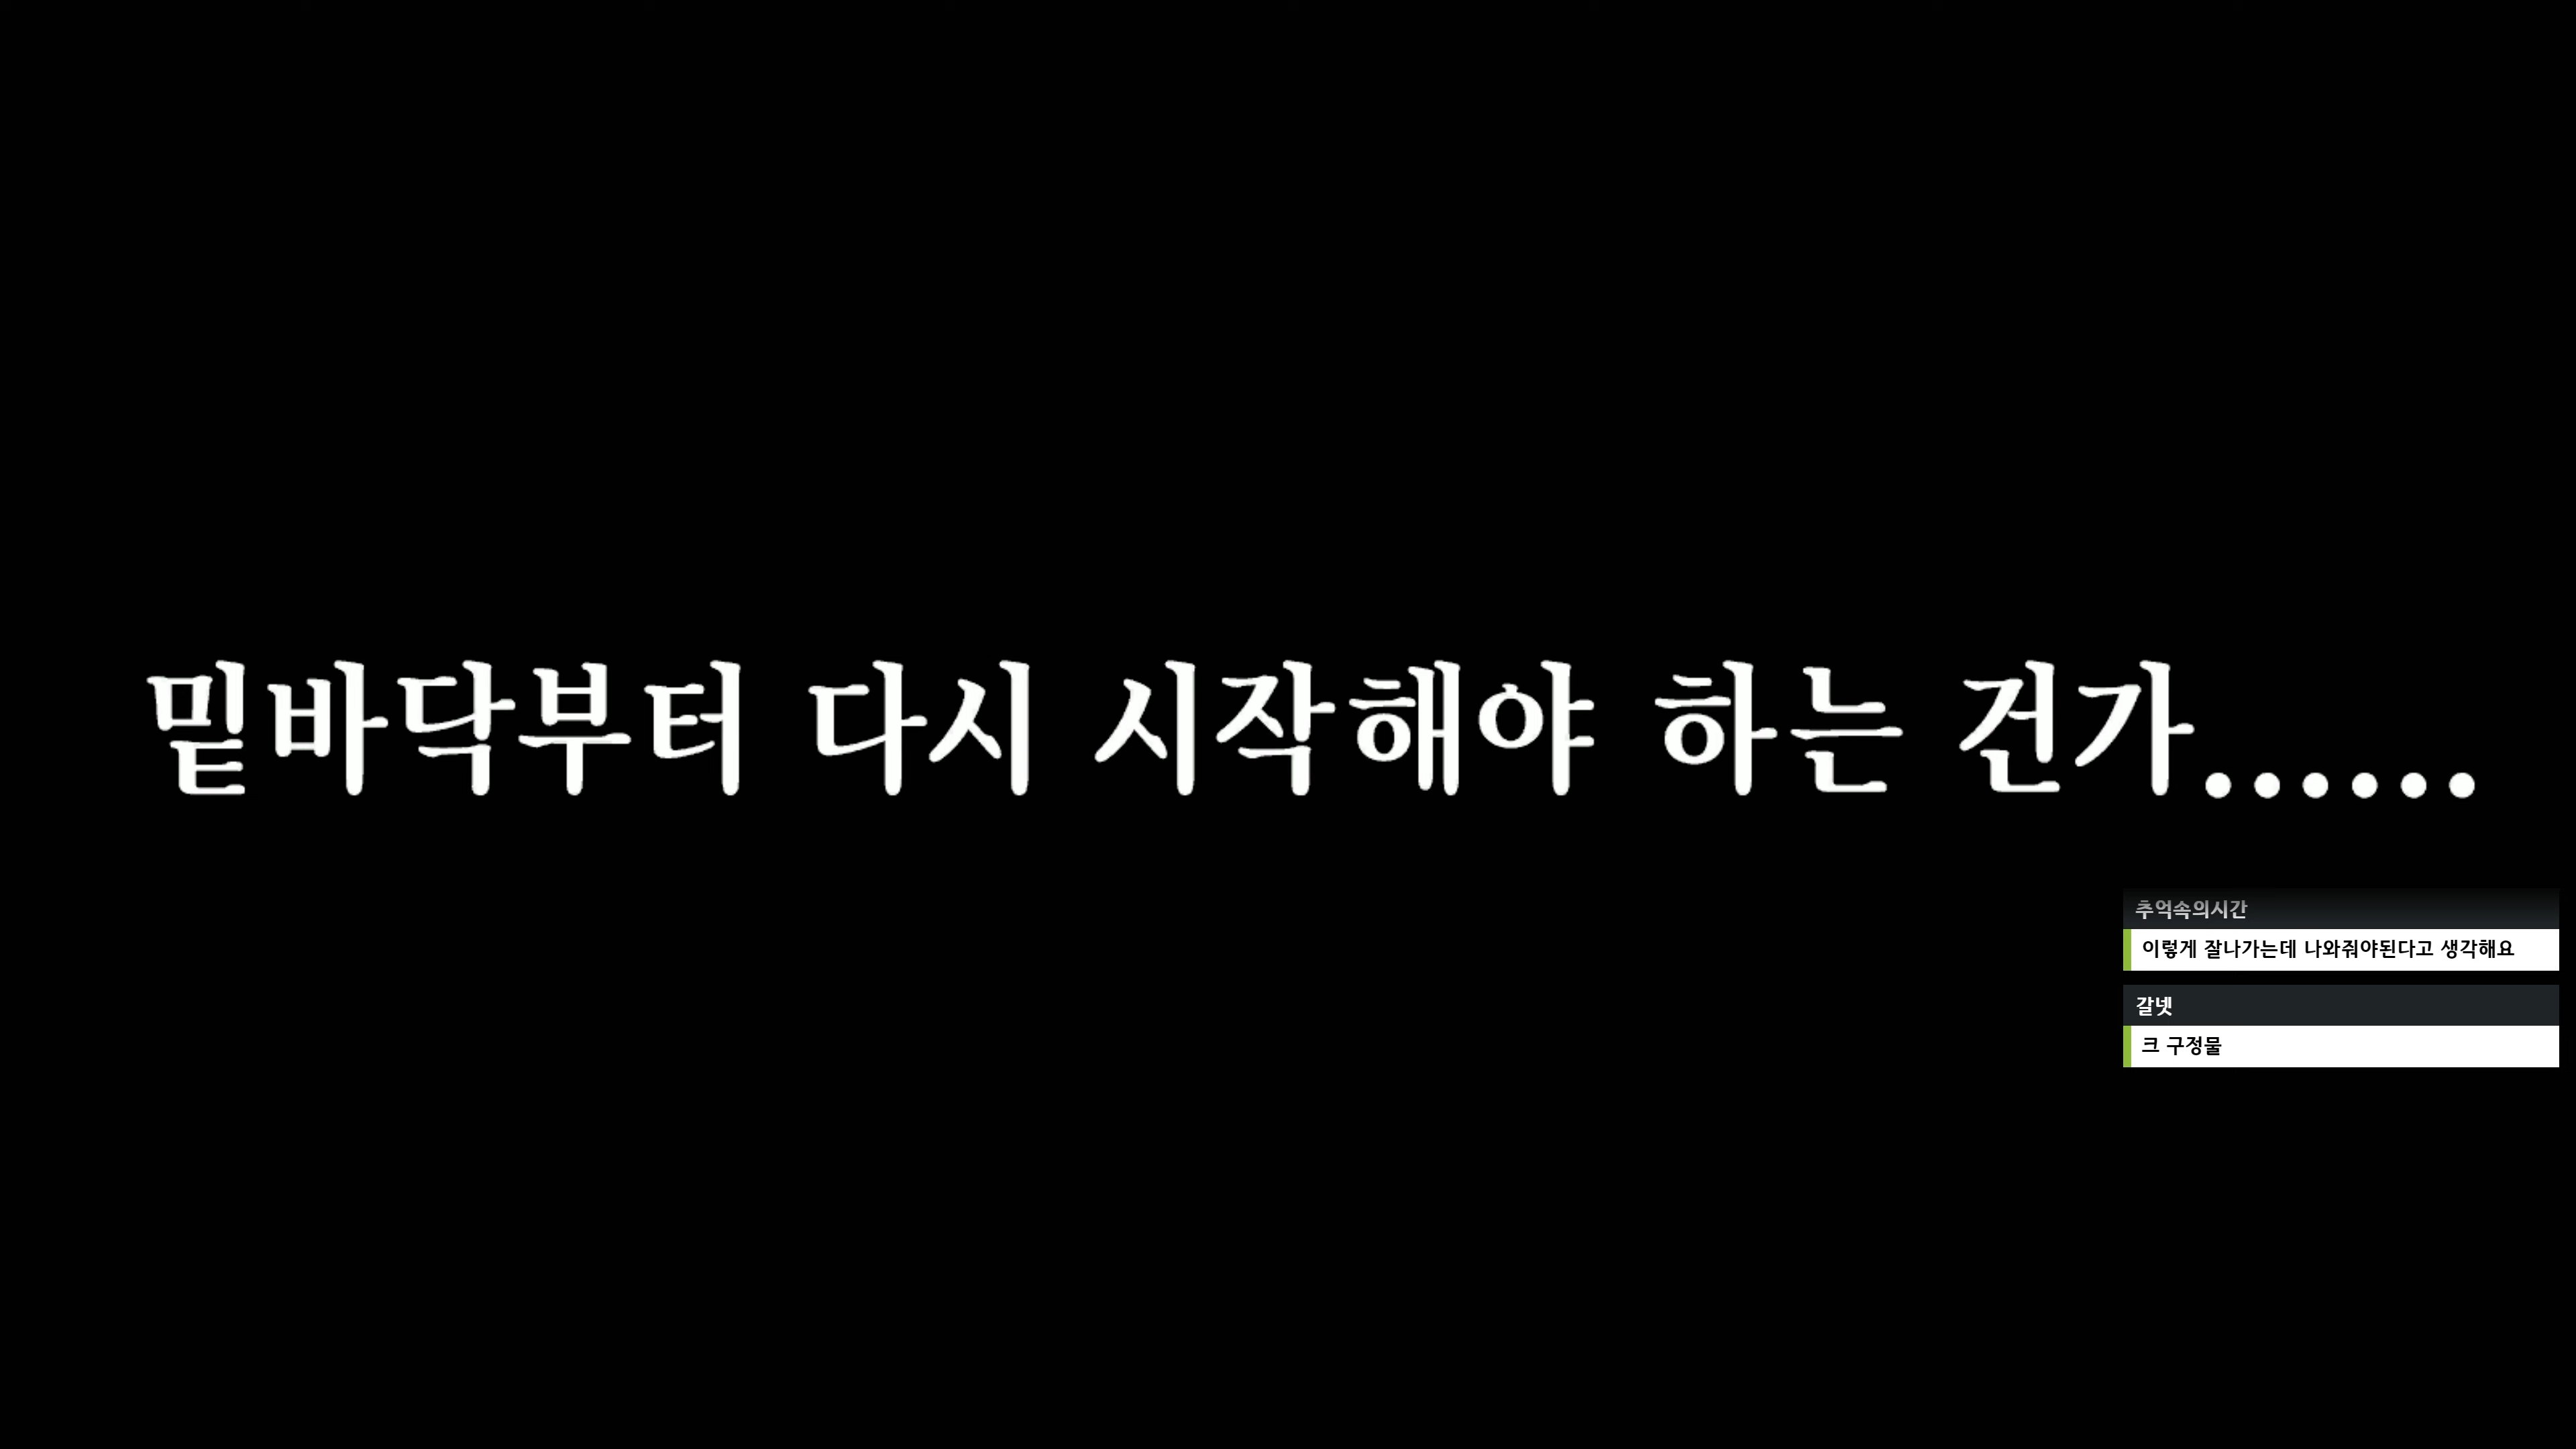 밑바닥부터 다시 시작해야 하는 건가......
추억속의시간
이렇게 잘나가는데 나와줘야된다고 생각해요
갈넷
크 구정물